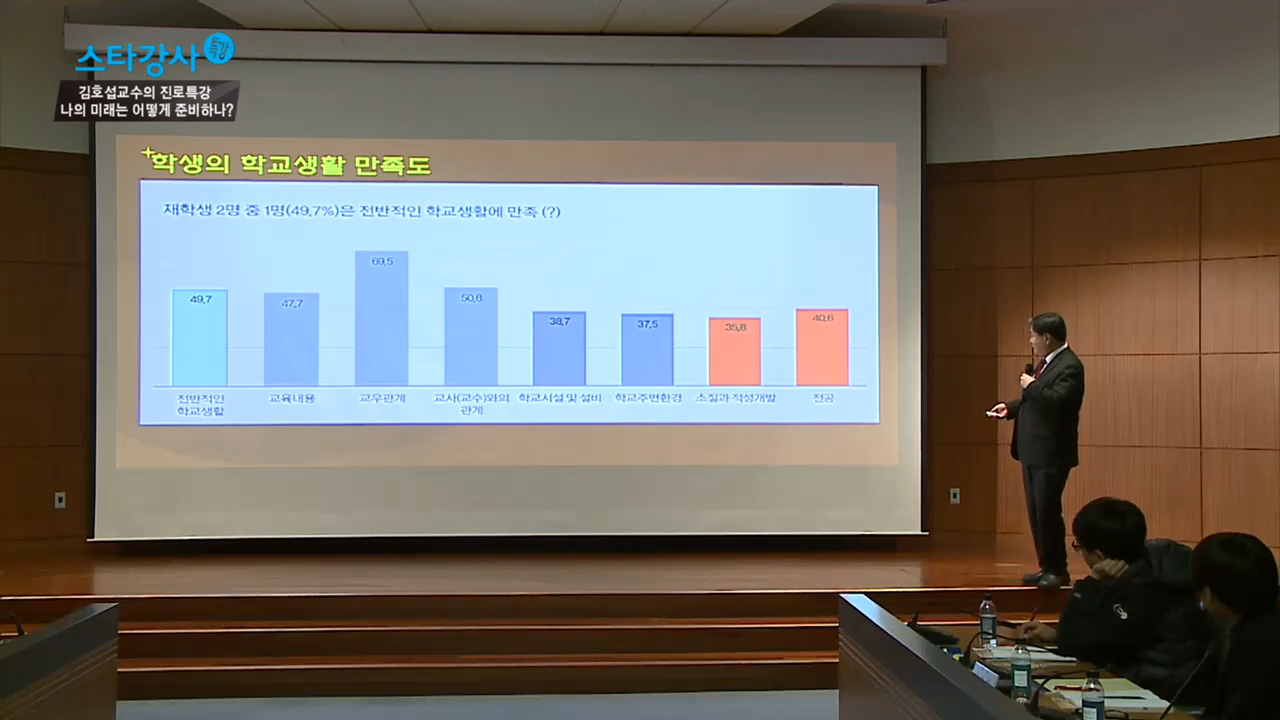 스타강사 특강
김호섭교수의 진로특강
나의 미래는 어떻게 준비하나?
학생의 학교생활 만족도
재학생 2명 중 1명(49.7%)은 전반적인 학교생활에 만족 (?)
49.7
47.7
69.5
50.8
38.7
37.5
35.8
40.6
전반적인
학교생활
교육내용
교우관계
교사(교수)와의
관계
학교시설 및 설비
학교주변환경
소질과 적성개발
전공